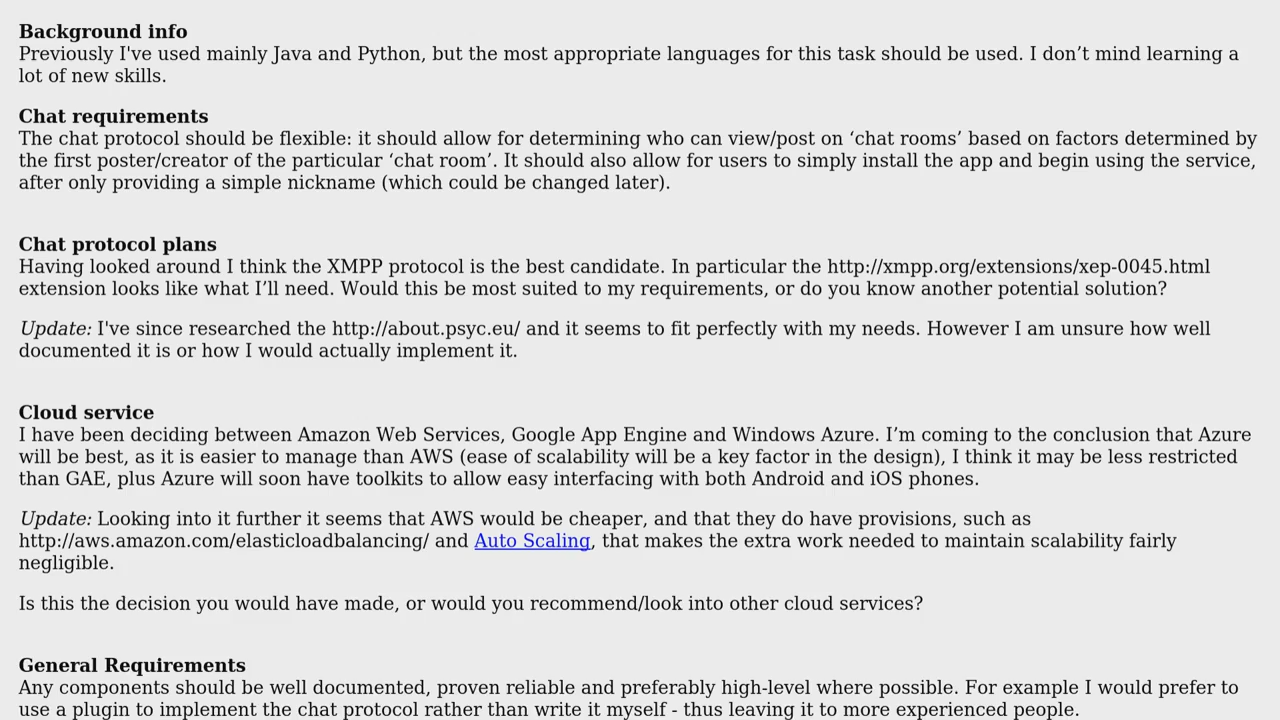 Background info
Previously I've used mainly Java and Python, but the most appropriate languages for this task should be used. I don’t mind learning a
lot of new skills.
Chat requirements
The chat protocol should be flexible: it should allow for determining who can view/post on ‘chat rooms’ based on factors determined by
the first poster/creator of the particular ‘chat room’. It should also allow for users to simply install the app and begin using the service,
after only providing a simple nickname (which could be changed later).
Chat protocol plans
Having looked around I think the XMPP protocol is the best candidate. In particular the http://xmpp.org/extensions/xep-0045.html
extension looks like what I’ll need. Would this be most suited to my requirements, or do you know another potential solution?
Update: I've since researched the http://about.psyc.eu/ and it seems to fit perfectly with my needs. However I am unsure how well
documented it is or how I would actually implement it.
Cloud service
I have been deciding between Amazon Web Services, Google App Engine and Windows Azure. I’m coming to the conclusion that Azure
will be best, as it is easier to manage than AWS (ease of scalability will be a key factor in the design), I think it may be less restricted
than GAE, plus Azure will soon have toolkits to allow easy interfacing with both Android and iOS phones.
Update: Looking into it further it seems that AWS would be cheaper, and that they do have provisions, such as
http://aws.amazon.com/elasticloadbalancing/ and Auto Scaling, that makes the extra work needed to maintain scalability fairly
negligible.
Is this the decision you would have made, or would you recommend/look into other cloud services?
General Requirements
Any components should be well documented, proven reliable and preferably high-level where possible. For example I would prefer to
use a plugin to implement the chat protocol rather than write it myself - thus leaving it to more experienced people.